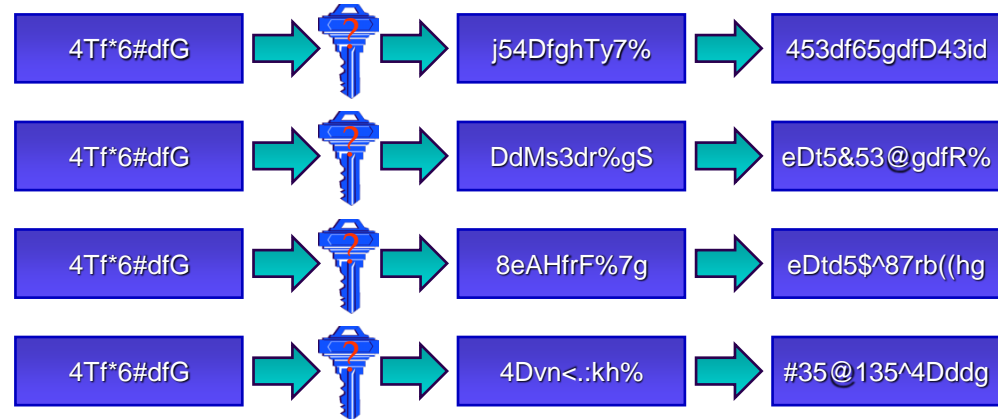 4Tf*6#dfG ? j54DfghTy7% 453df65gdfD43id
4Tf*6#dfG ? DdMs3dr%gS eDt5&53@gdfR%
4Tf*6#dfG ? 8eAHfrF%7g eDtd5$^87rb((hg
4Tf*6#dfG ? 4Dvn<.:kh% #35@135^4Dddg